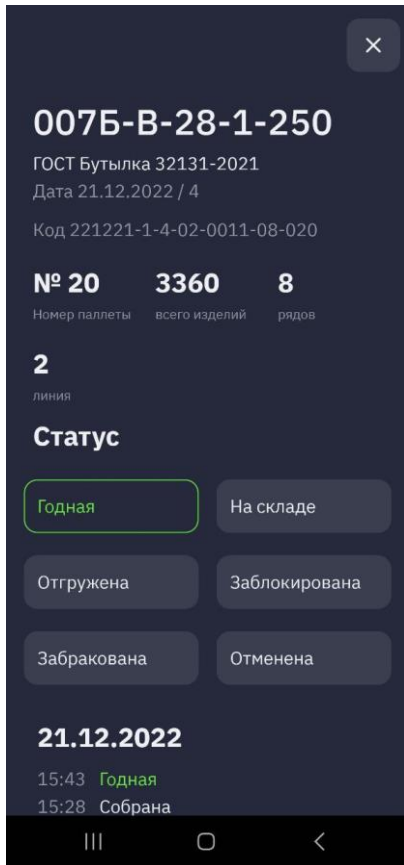 007Б-В-28-1-250
ГОСТ Бутылка 32131-2021
Дата 21.12.2022 / 4
Код 221221-1-4-02-0011-08-020
№ 20 3360 8
Номер паллеты всего изделий рядов
2
линия
Статус
Годная На складе
Отгружена Заблокирована
Забракована Отменена
21.12.2022
15:43 Годная
15:28 Собрана